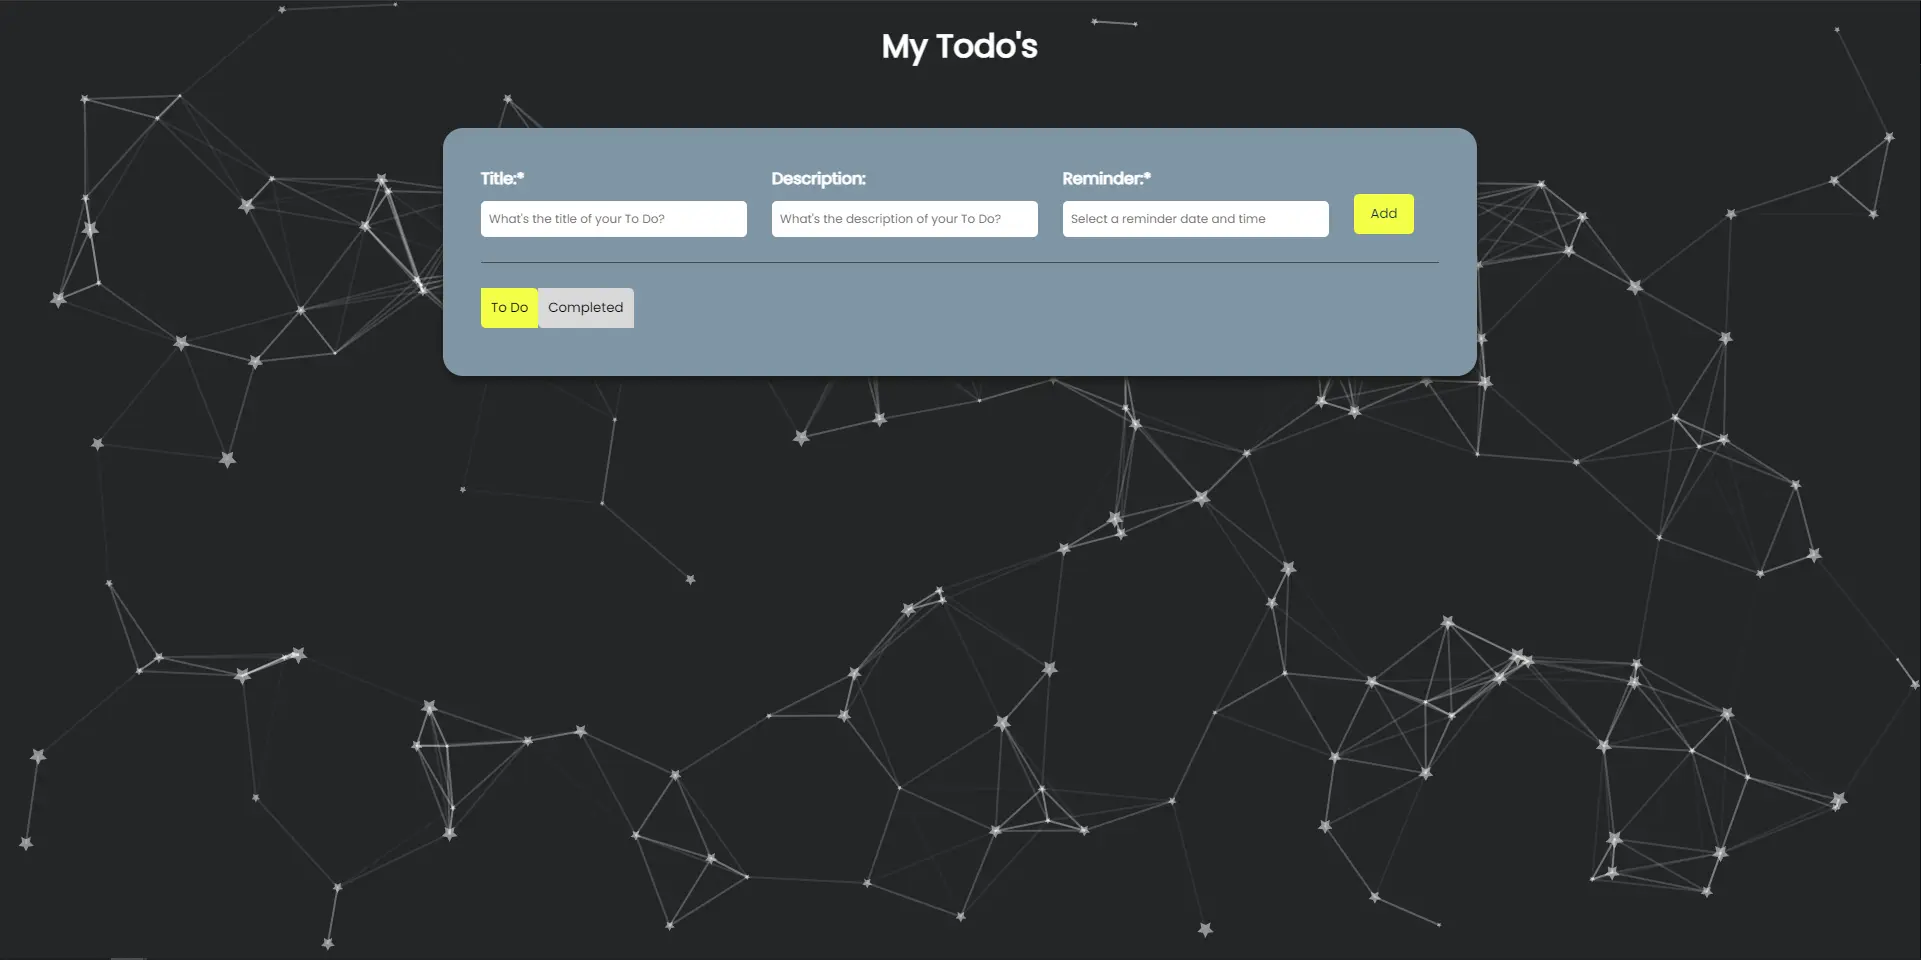 My Todo's
Title:*
Description:
Reminder:*
What's the title of your To Do?
What's the description of your To Do?
Select a reminder date and time
Add
To Do
Completed